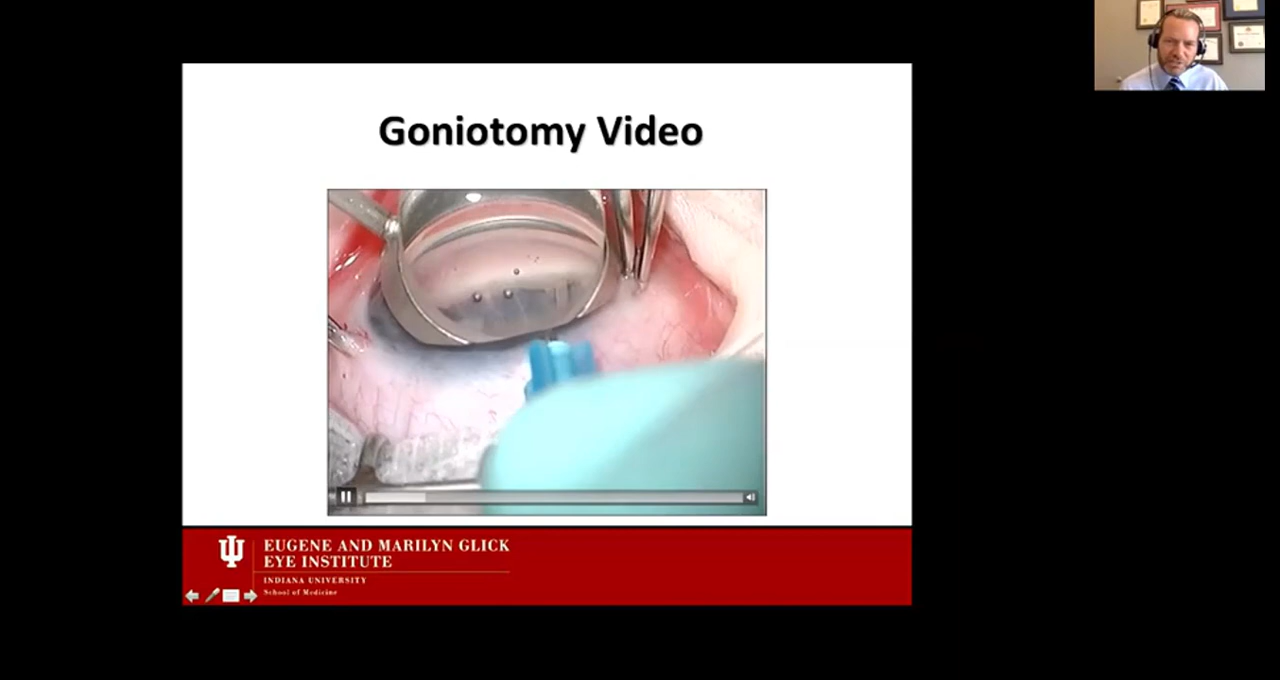 Goniotomy Video
EUGENE AND MARILYN GLICK
EYE INSTITUTE
INDIANA UNIVERSITY
School of Medicine